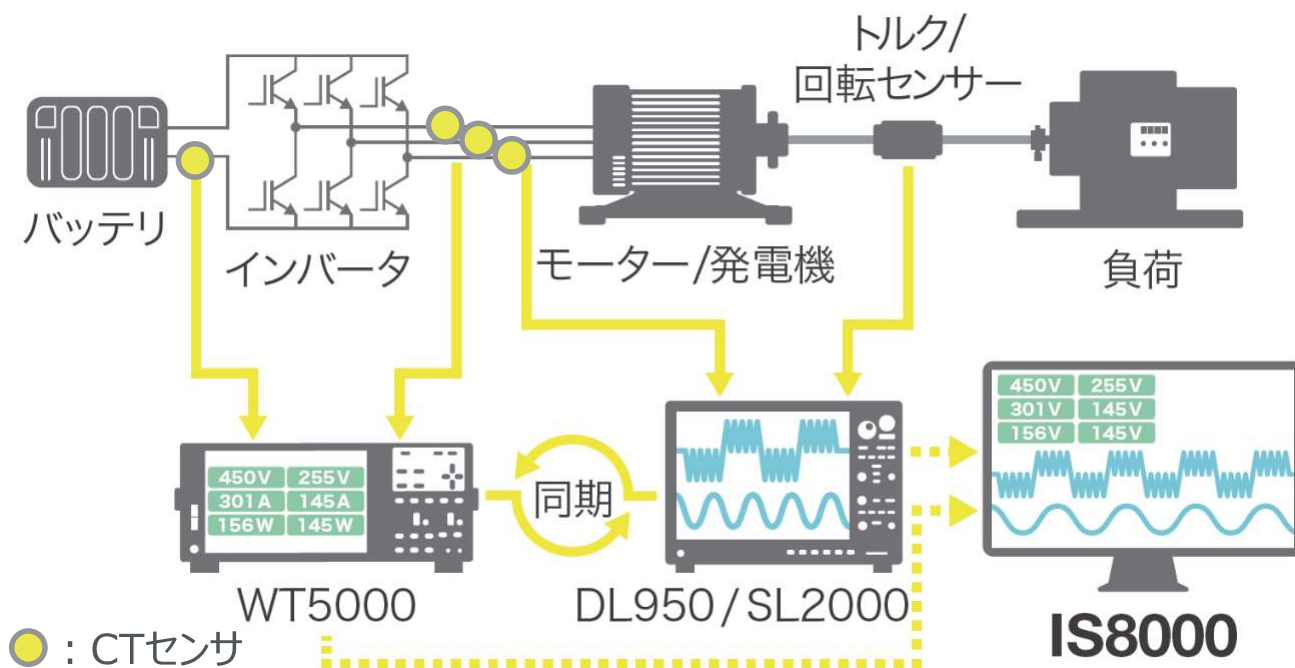 トルク/
回転センサー
バッテリ
インバータ
モーター/発電機
負荷
450V 255V
301A 145A
156W 145W
同期
450V 255V
301V 145V
156V 145V
WT5000
DL950/SL2000
IS8000
：CTセンサ